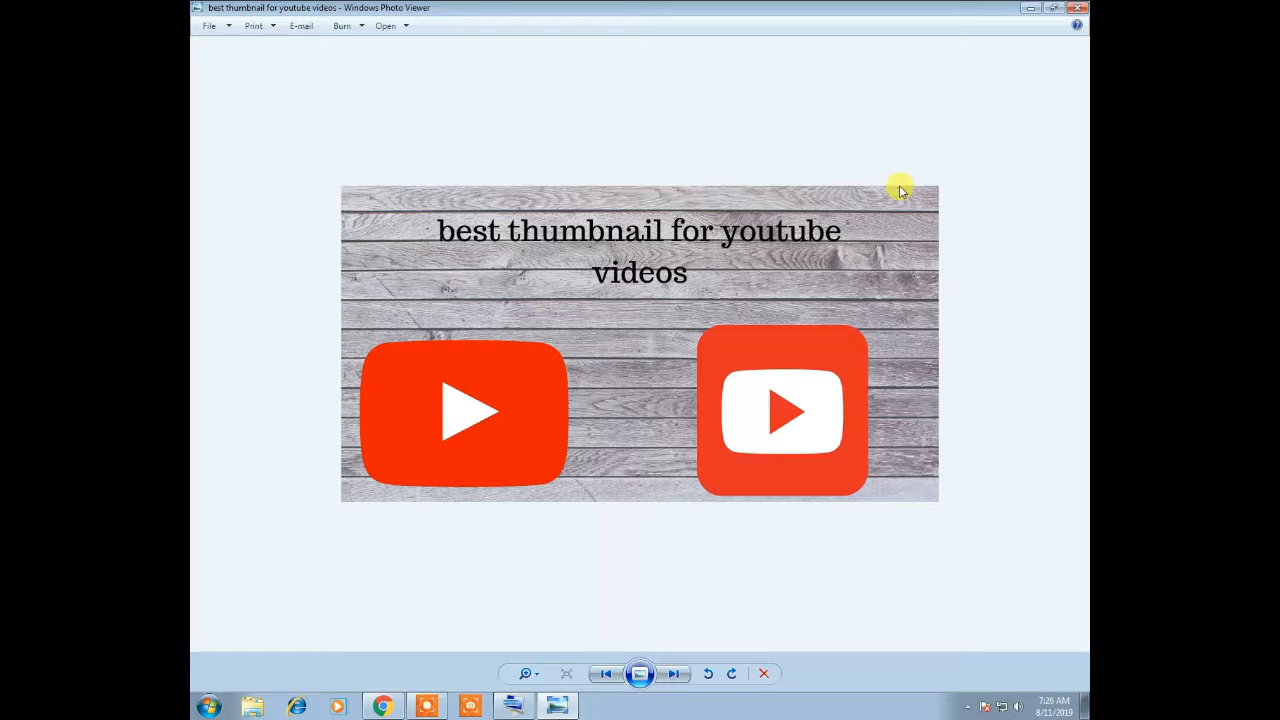 best thumbnail for youtube videos - Windows Photo Viewer
File Print E-mail Burn Open
best thumbnail for youtube
videos
7:26 AM
8/11/2019